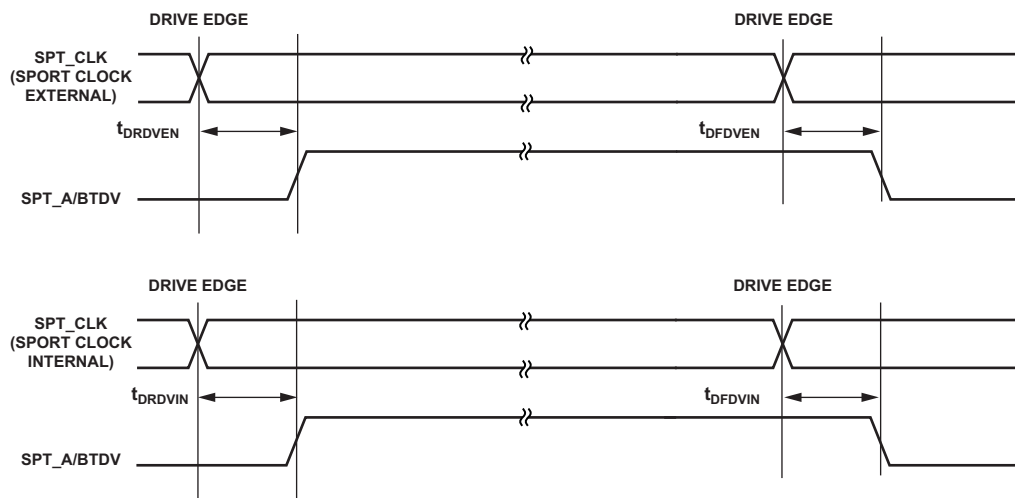 DRIVE EDGE DRIVE EDGE
SPT_CLK
(SPORT CLOCK
EXTERNAL)
tDRDVEN tDFDVEN
SPT_A/BTDV
DRIVE EDGE DRIVE EDGE
SPT_CLK
(SPORT CLOCK
INTERNAL)
tDRDVIN tDFDVIN
SPT_A/BTDV